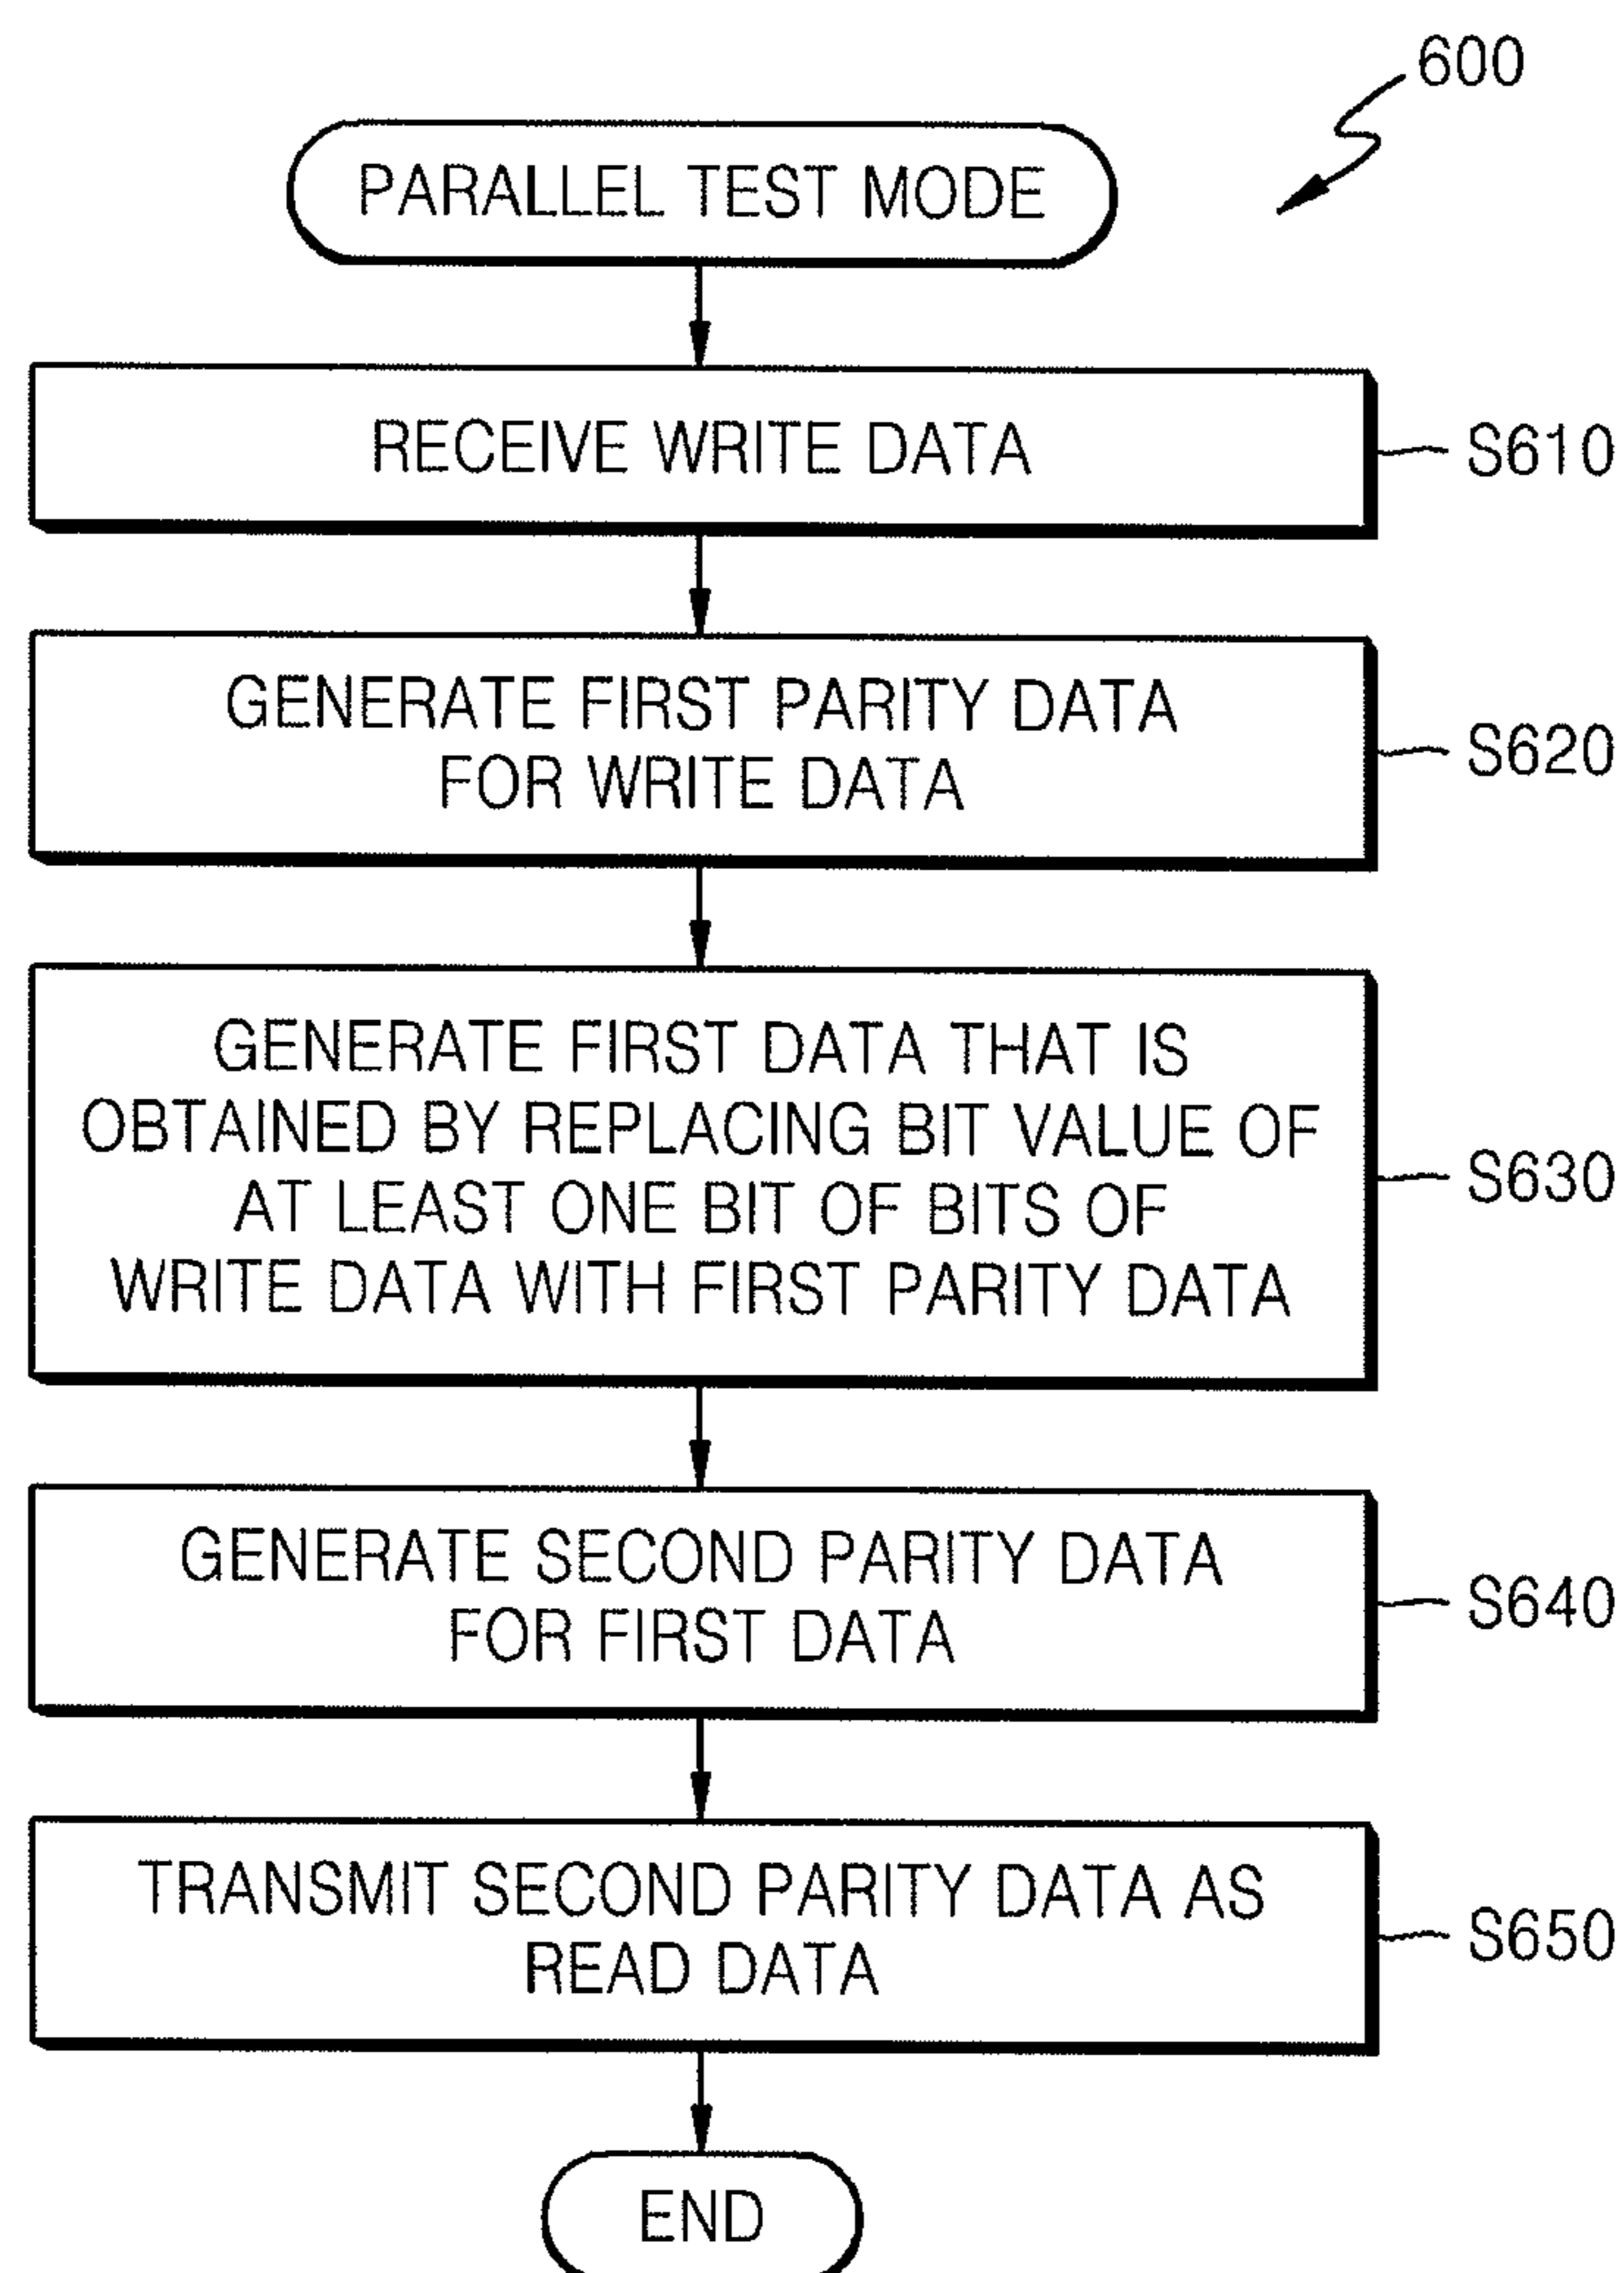 600
PARALLEL TEST MODE
RECEIVE WRITE DATA
S610
GENERATE FIRST PARITY DATA
FOR WRITE DATA
S620
GENERATE FIRST DATA THAT IS
OBTAINED BY REPLACING BIT VALUE OF
AT LEAST ONE BIT OF BITS OF
WRITE DATA WITH FIRST PARITY DATA
S630
GENERATE SECOND PARITY DATA
FOR FIRST DATA
S640
TRANSMIT SECOND PARITY DATA AS
READ DATA
S650
END